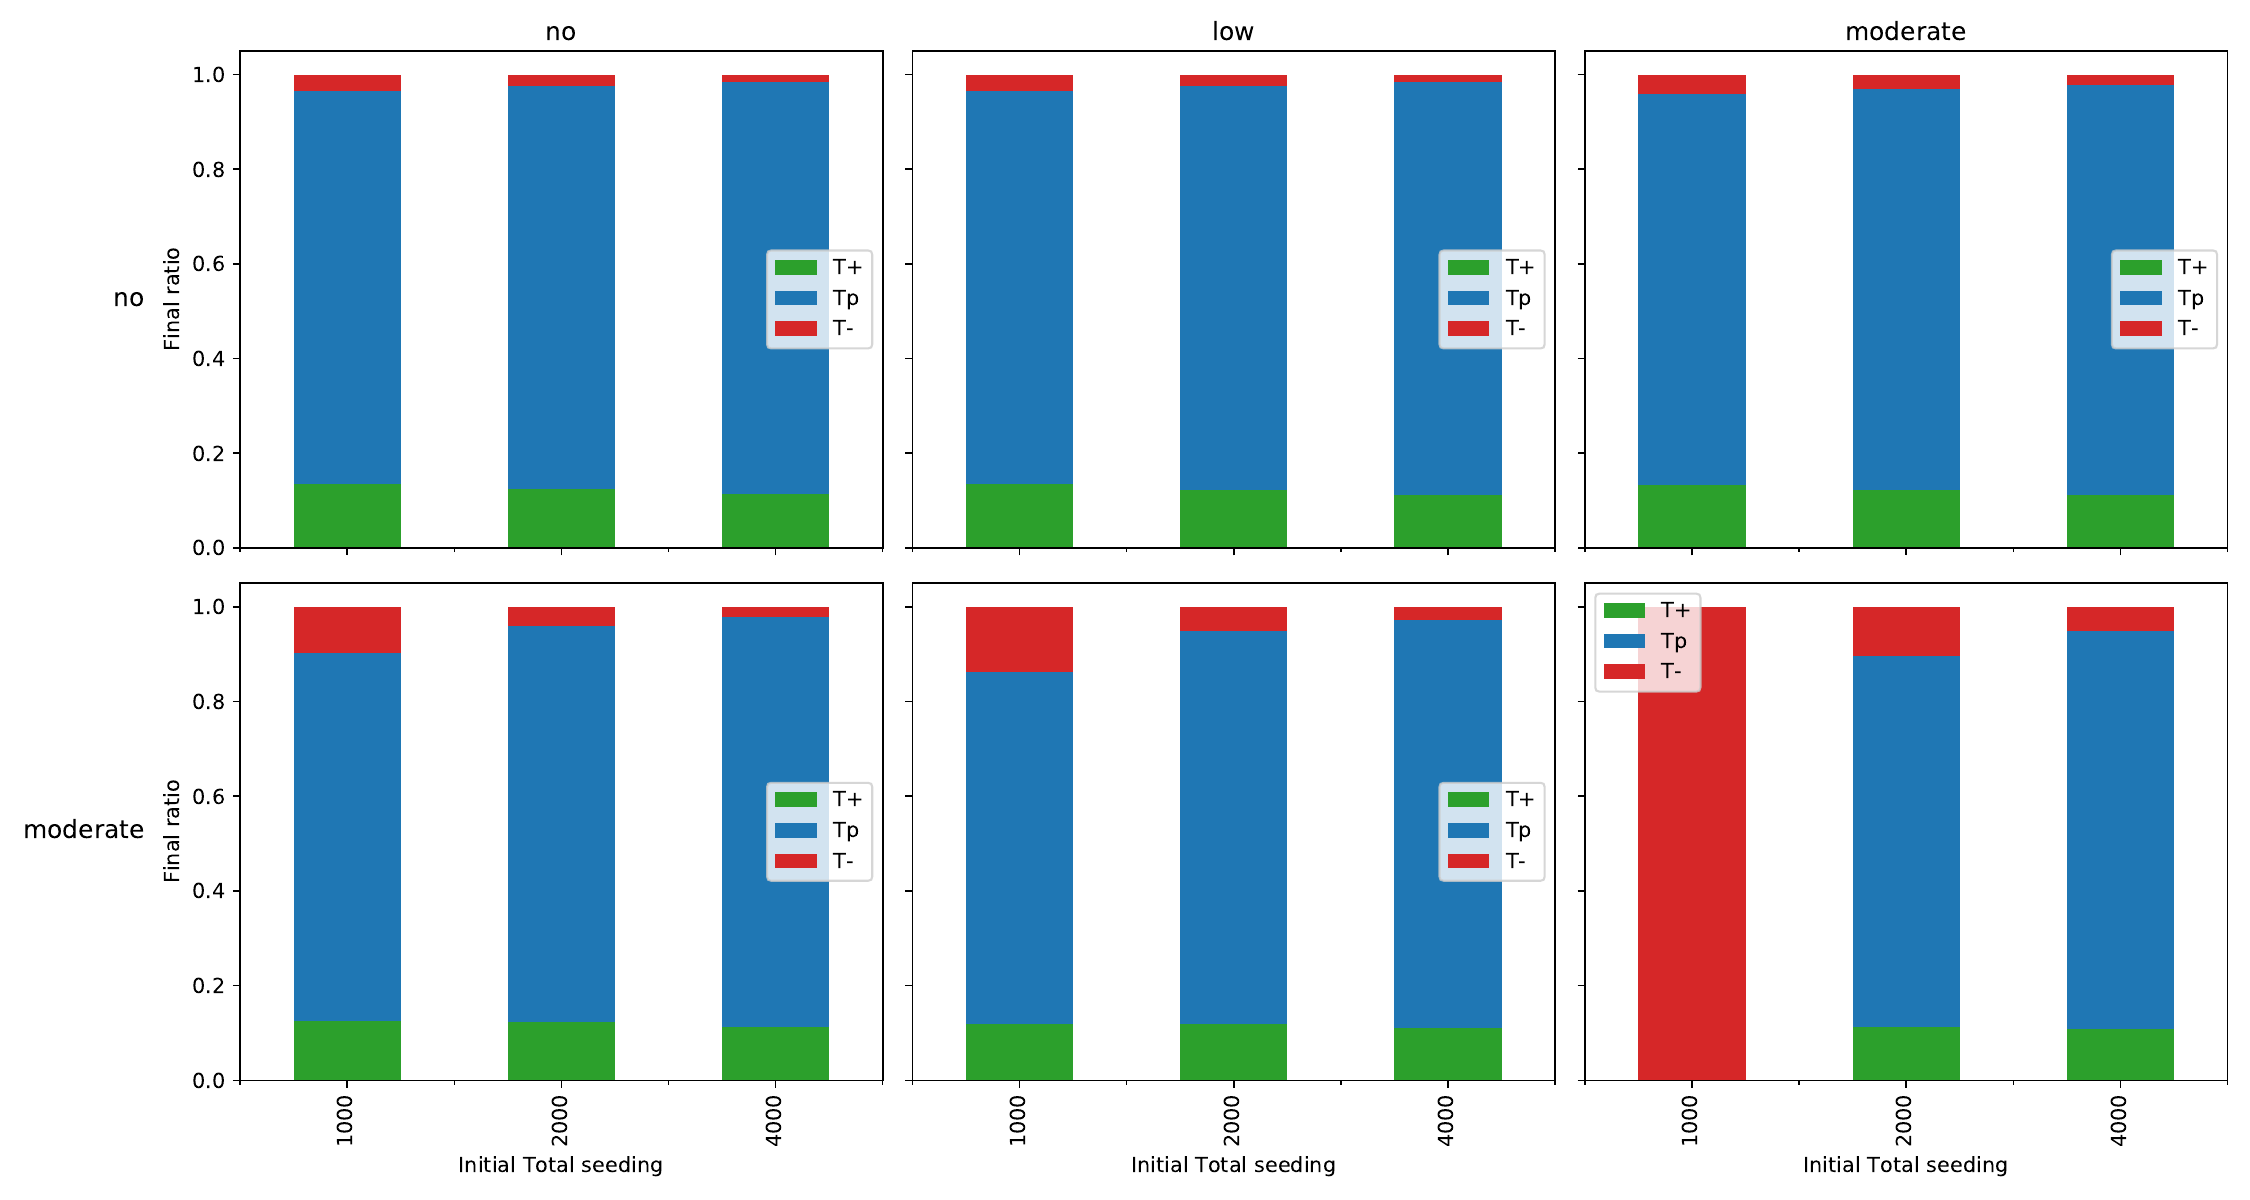 no low moderate
no
Final ratio
1.0
0.8
0.6
0.4
0.2
0.0
T+
Tp
T-
T+
Tp
T-
T+
Tp
T-
moderate
Final ratio
1.0
0.8
0.6
0.4
0.2
0.0
T+
Tp
T-
T+
Tp
T-
T+
Tp
T-
1000 2000 4000
Initial Total seeding
1000 2000 4000
Initial Total seeding
1000 2000 4000
Initial Total seeding